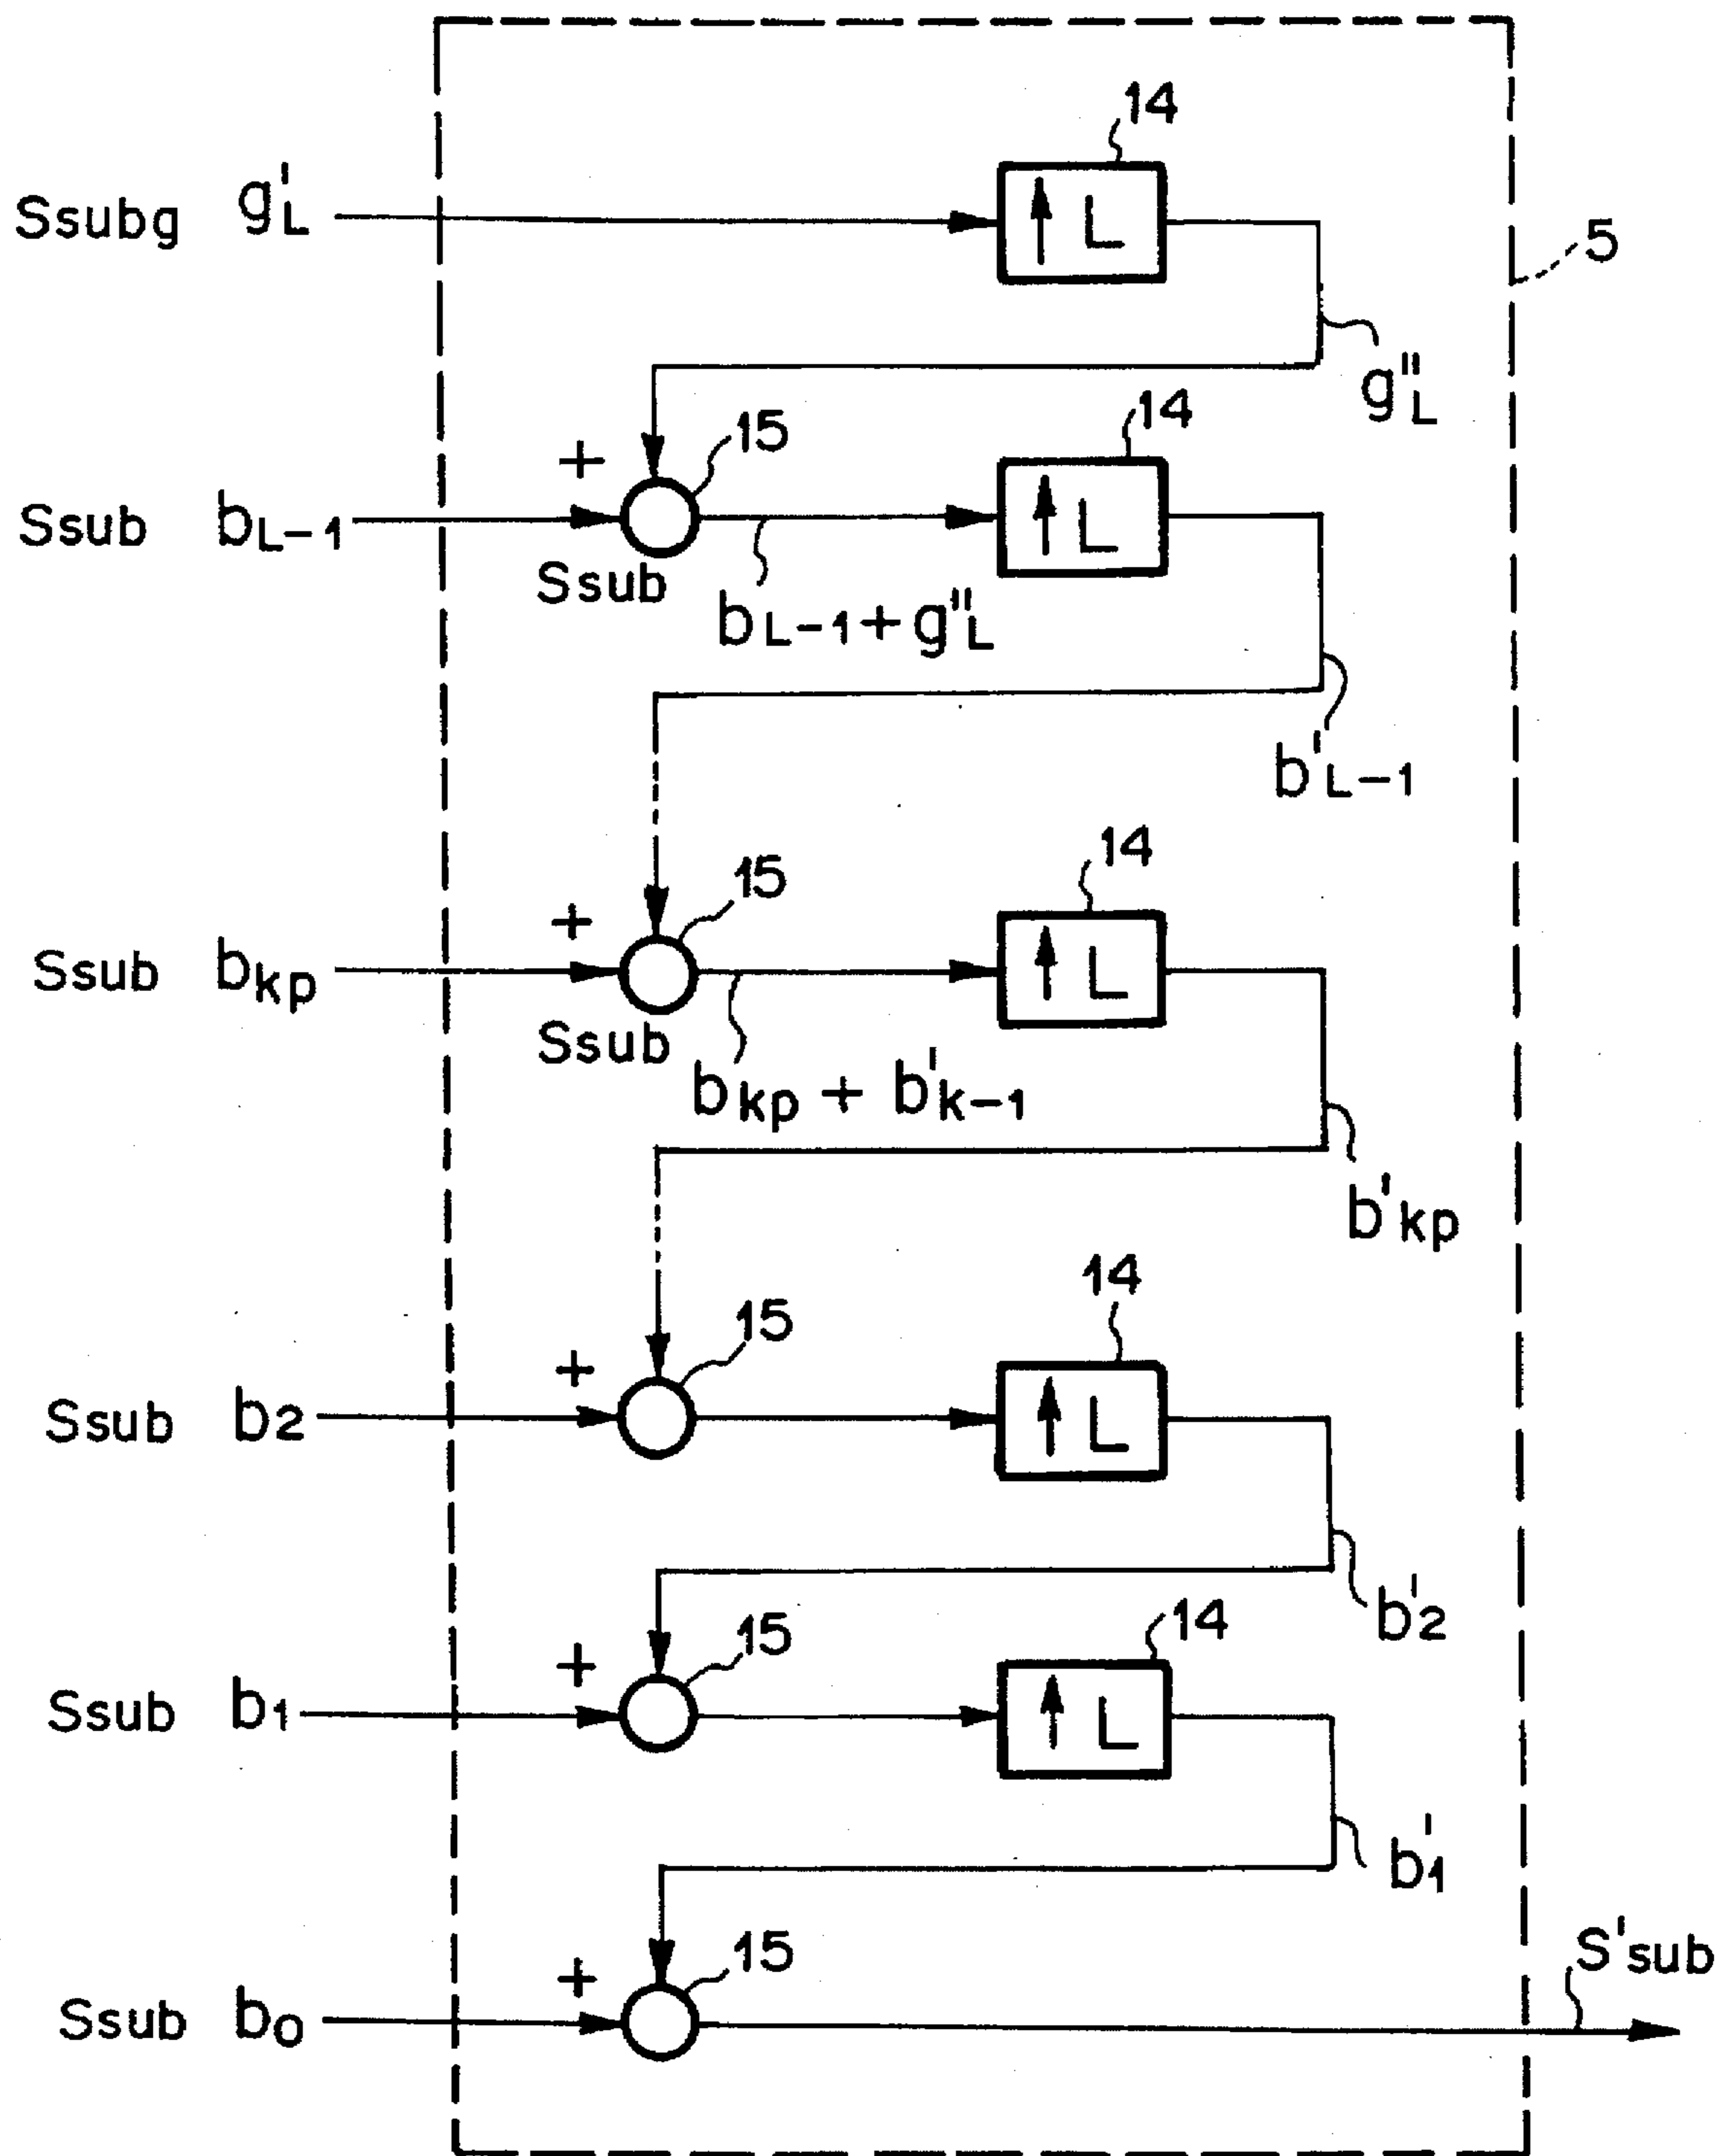 14
Ssubg g'L
↑ L
5
g"L
14
15
+
Ssub bL-1
↑ L
Ssub
bL-1 + g"L
b'L-1
14
15
+
Ssub bkp
↑ L
Ssub
bkp + b'k-1
b'kp
14
15
+
Ssub b2
↑ L
b'2
14
15
+
Ssub b1
↑ L
b'1
S'sub
15
+
Ssub b0